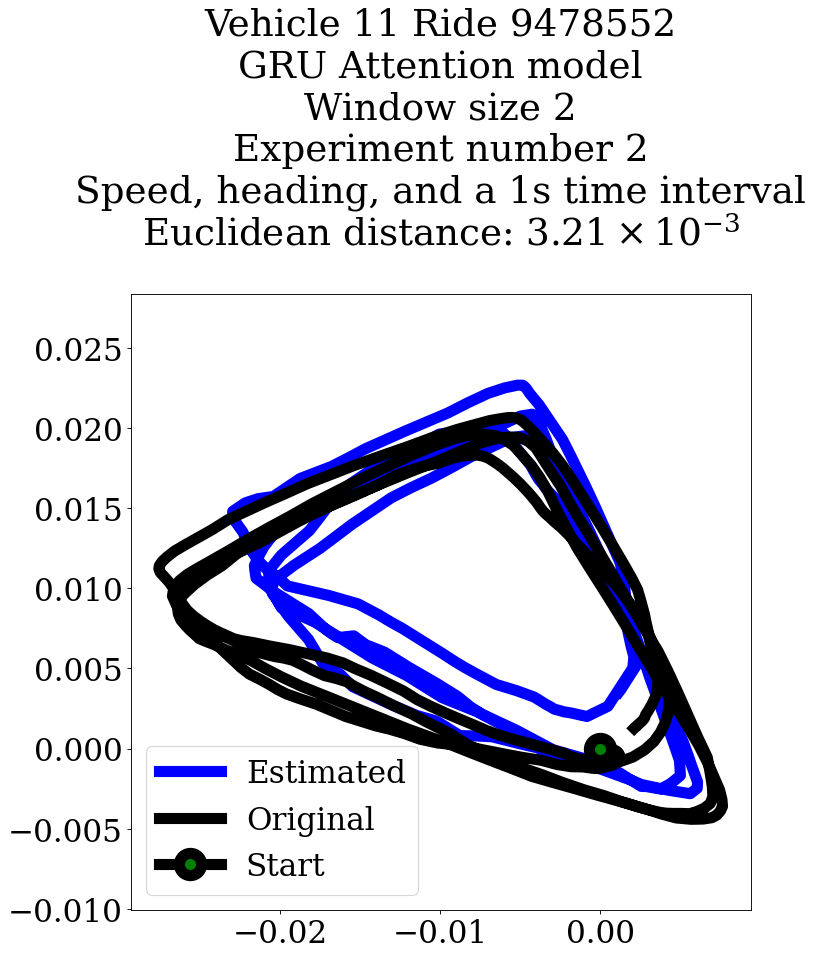 Vehicle 11 Ride 9478552
GRU Attention model
Window size 2
Experiment number 2
Speed, heading, and a 1s time interval
Euclidean distance: 3.21 × 10⁻³
0.025
0.020
0.015
0.010
0.005
0.000
−0.005
−0.010
Estimated
Original
Start
−0.02 −0.01 0.00